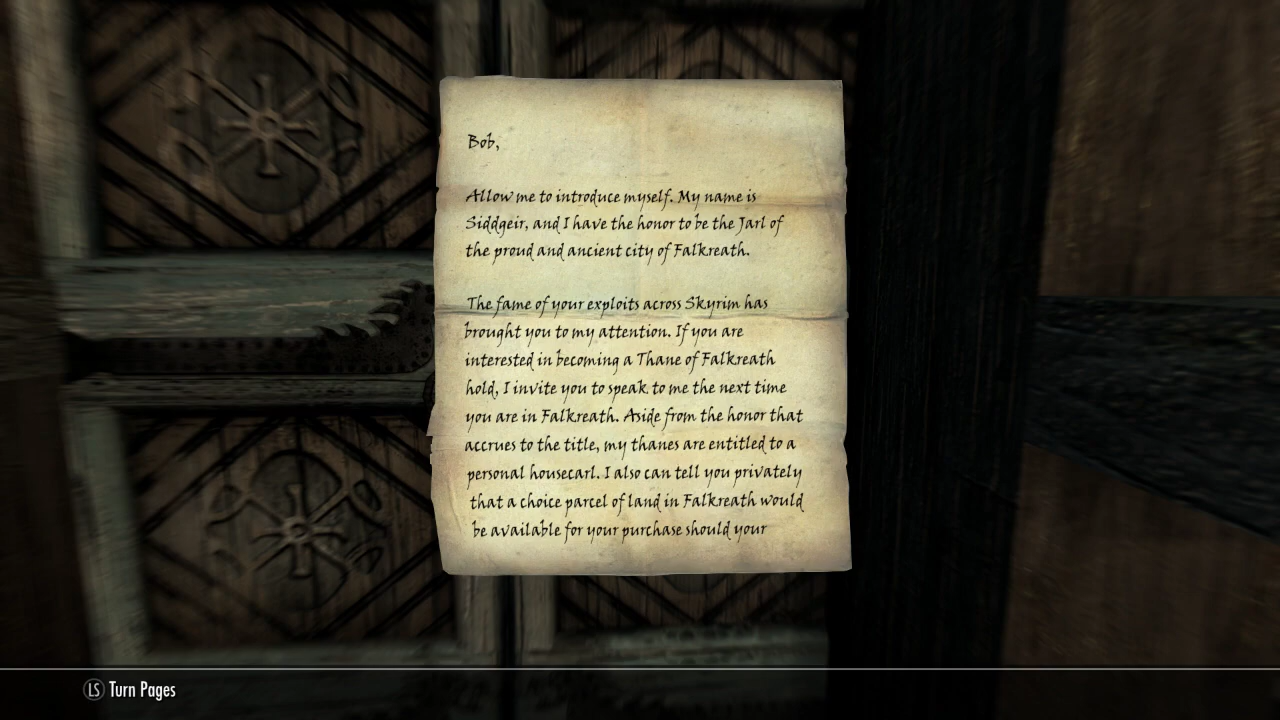 Bob,
Allow me to introduce myself. My name is
Siddgeir, and I have the honor to be the Jarl of
the proud and ancient city of Falkreath.
The fame of your exploits across Skyrim has
brought you to my attention. If you are
interested in becoming a Thane of Falkreath
hold, I invite you to speak to me the next time
you are in Falkreath. Aside from the honor that
accrues to the title, my thanes are entitled to a
personal housecarl. I also can tell you privately
that a choice parcel of land in Falkreath would
be available for your purchase should your
LS Turn Pages